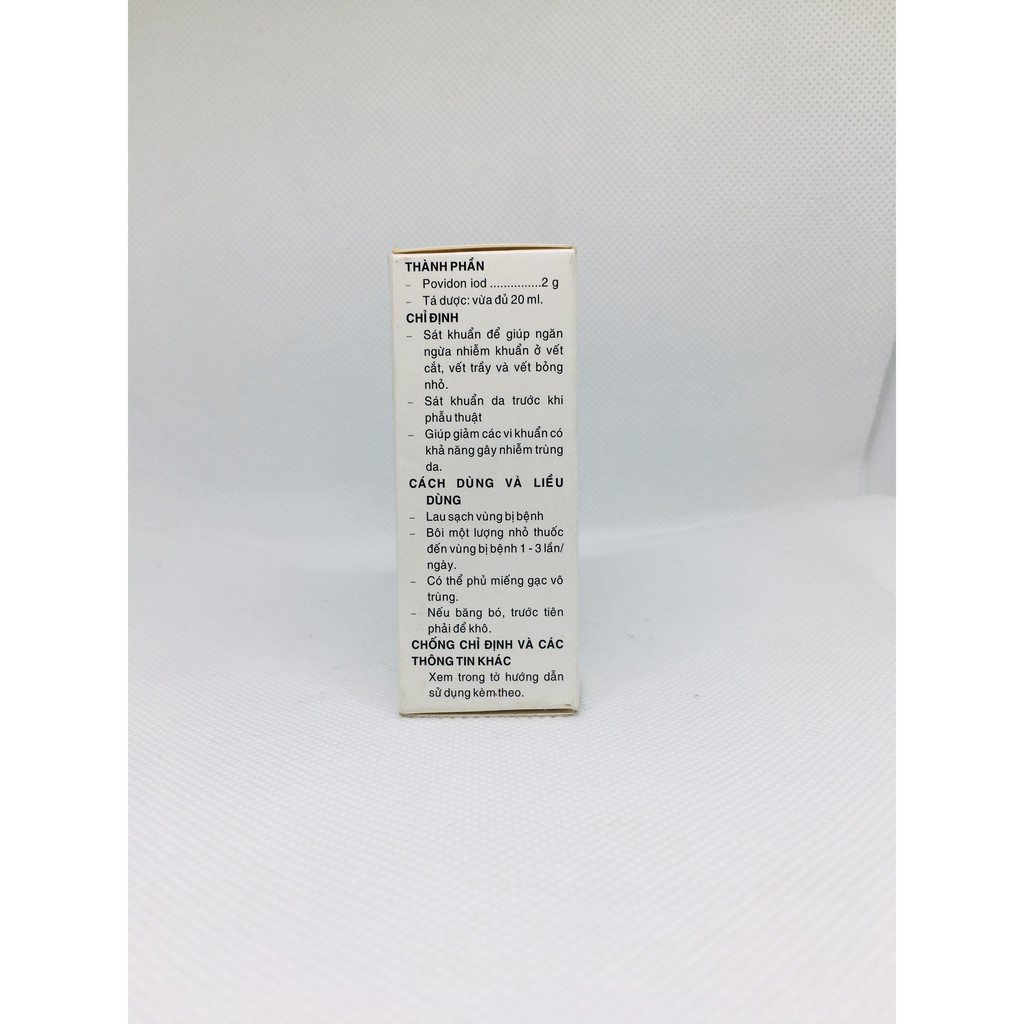 THÀNH PHẦN
– Povidon iod ...............2 g
– Tá dược: vừa đủ 20 ml.
CHỈ ĐỊNH
– Sát khuẩn để giúp ngăn
ngừa nhiễm khuẩn ở vết
cắt, vết trầy và vết bỏng
nhỏ.
– Sát khuẩn da trước khi
phẫu thuật
– Giúp giảm các vi khuẩn có
khả năng gây nhiễm trùng
da.
CÁCH DÙNG VÀ LIỀU
DÙNG
– Lau sạch vùng bị bệnh
– Bôi một lượng nhỏ thuốc
đến vùng bị bệnh 1 - 3 lần/
ngày.
– Có thể phủ miếng gạc vô
trùng.
– Nếu băng bó, trước tiên
phải để khô.
CHỐNG CHỈ ĐỊNH VÀ CÁC
THÔNG TIN KHÁC
Xem trong tờ hướng dẫn
sử dụng kèm theo.